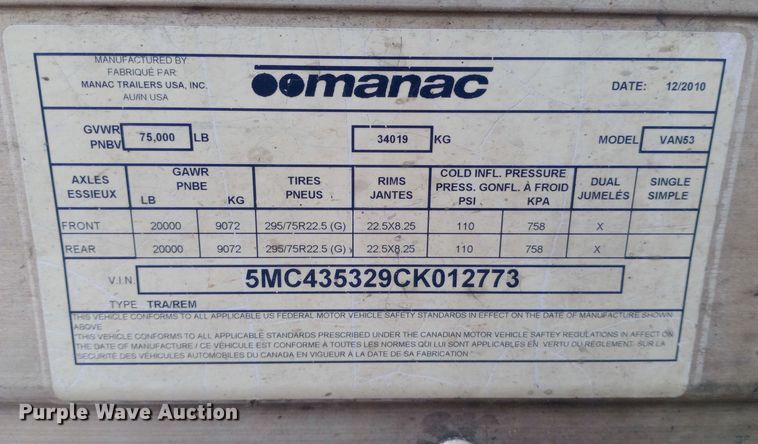 MANUFACTURED BY
FABRIQUÉ PAR:
MANAC TRAILERS USA, INC.
AU/IN USA
manac
DATE: 12/2010
GVWR
PNBV 75,000 LB 34019 KG MODEL VAN53
AXLES
ESSIEUX
GAWR
PNBE
LB KG
TIRES
PNEUS
RIMS
JANTES
COLD INFL. PRESSURE
PRESS. GONFL. À FROID
PSI KPA
DUAL
JUMELÉS
SINGLE
SIMPLE
FRONT 20000 9072 295/75R22.5 (G) 22.5X8.25 110 758 X
REAR 20000 9072 295/75R22.5 (G) 22.5X8.25 110 758 X
V.I.N. 5MC435329CK012773
TYPE TRA/REM
THIS VEHICLE CONFORMS TO ALL APPLICABLE US FEDERAL MOTOR VEHICLE SAFETY STANDARDS IN EFFECT ON THE DATE OF MANUFACTURE SHOWN
ABOVE
"THIS VEHICLE CONFORMS TO ALL APPLICABLE STANDARDS PRESCRIBED UNDER THE CANADIAN MOTOR VEHICLE SAFTEY REGULATIONS IN AFFECT ON
THE DATE OF MANUFACTURE / CE VÉHICULE EST CONFORME À TOUTES LES NORMES QUI LUI SONT APPLICABLES EN VERTU DU RÈGLEMENT SUR LA
SÉCURITÉ DES VÉHICULES AUTOMOBILES DU CANADA EN VIGUEUR À LA DATE DE SA FABRICATION"
Purple Wave Auction